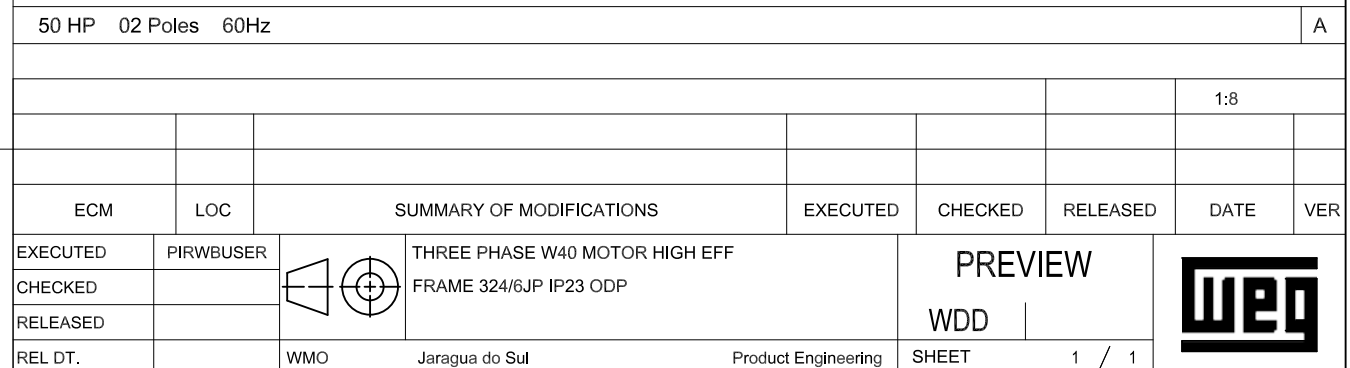 50 HP 02 Poles 60Hz A
1:8
ECM LOC SUMMARY OF MODIFICATIONS EXECUTED CHECKED RELEASED DATE VER
EXECUTED PIRWBUSER THREE PHASE W40 MOTOR HIGH EFF PREVIEW
CHECKED FRAME 324/6JP IP23 ODP
RELEASED WDD
REL DT. WMO Jaragua do Sul Product Engineering SHEET 1 / 1
weg